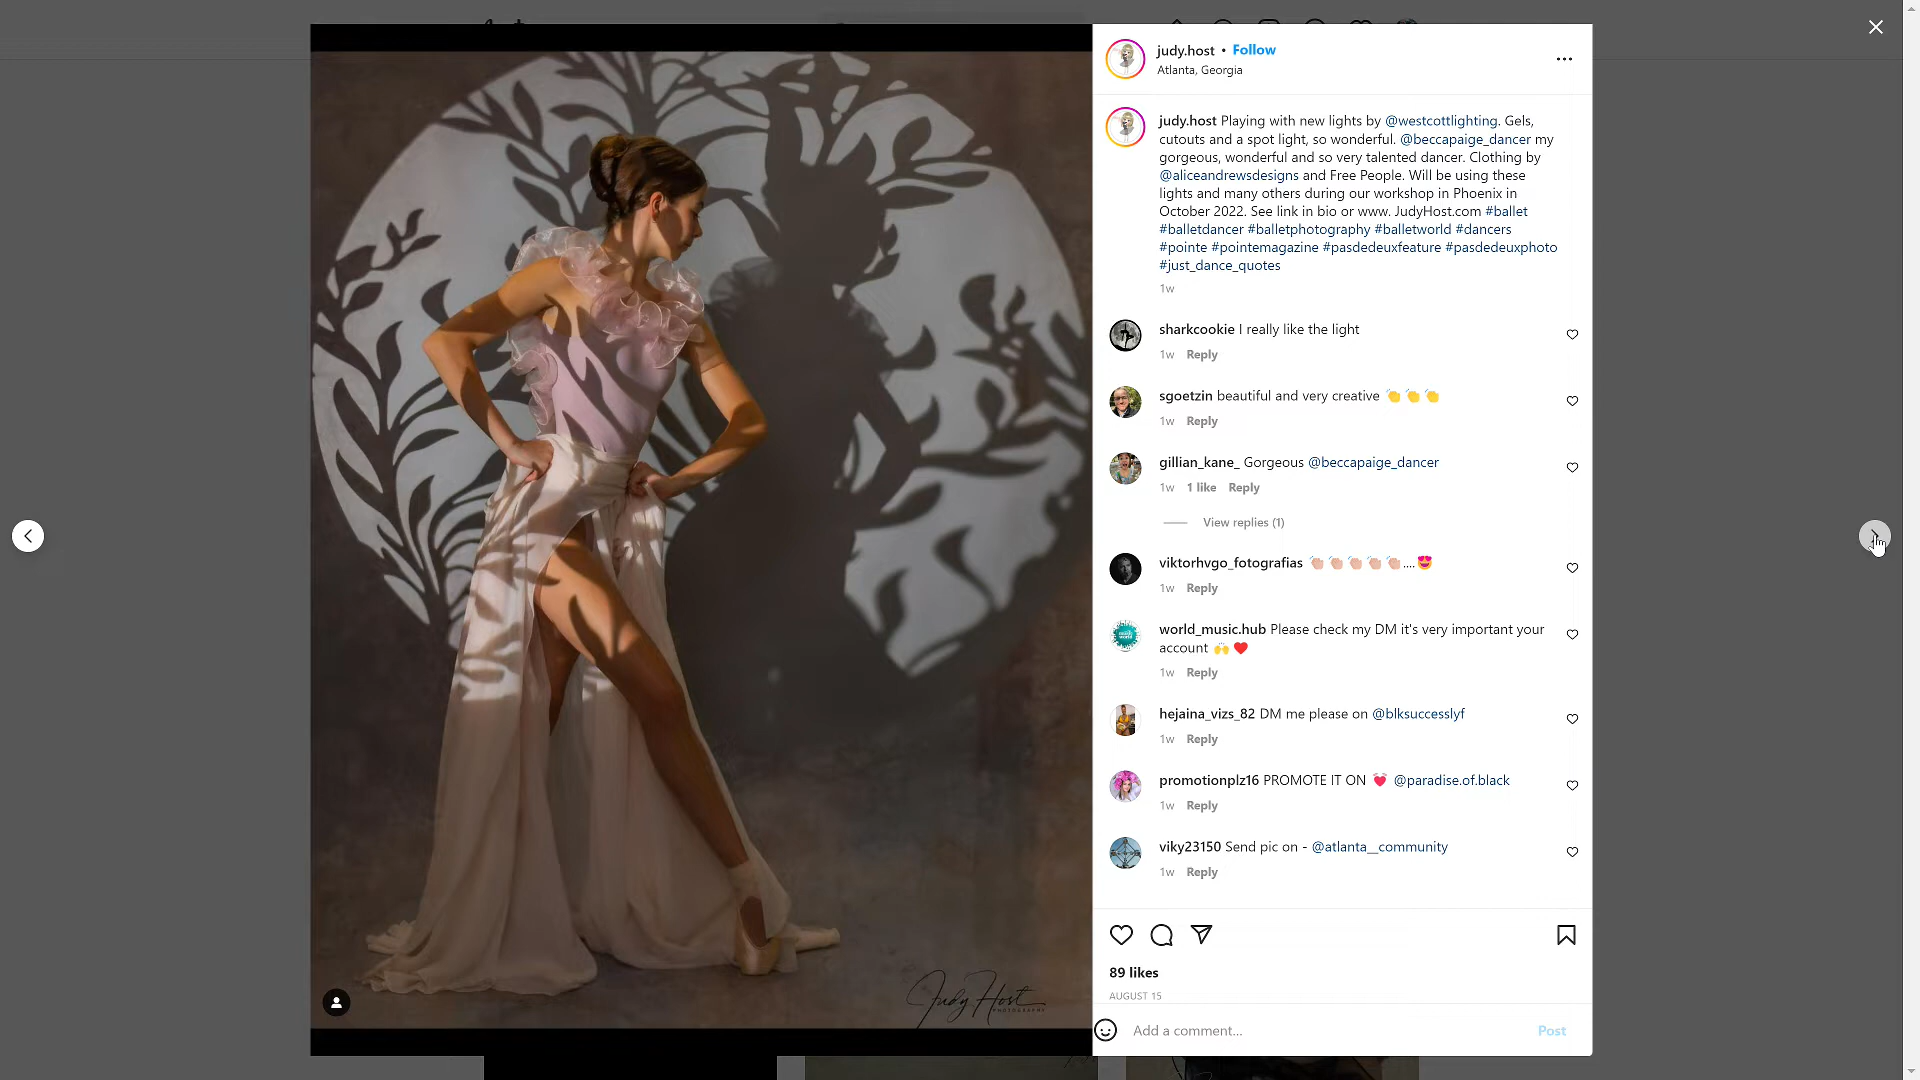 judy.host • Follow
Atlanta, Georgia
judy.host Playing with new lights by @westcottlighting. Gels,
cutouts and a spot light, so wonderful. @beccapaige_dancer my
gorgeous, wonderful and so very talented dancer. Clothing by
@aliceandrewsdesigns and Free People. Will be using these
lights and many others during our workshop in Phoenix in
October 2022. See link in bio or www. JudyHost.com #ballet
#balletdancer #balletphotography #balletworld #dancers
#pointe #pointemagazine #pasdedeuxfeature #pasdedeuxphoto
#just_dance_quotes
1w
sharkcookie I really like the light
1w Reply
sgoetzin beautiful and very creative 👏👏👏
1w Reply
gillian_kane_ Gorgeous @beccapaige_dancer
1w 1 like Reply
View replies (1)
viktorhvgo_fotografias 👏🏼👏🏼👏🏼👏🏼👏🏼....😍
1w Reply
world_music.hub Please check my DM it's very important your
account 🙌❤️
1w Reply
hejaina_vizs_82 DM me please on @blksuccesslyf
1w Reply
promotionplz16 PROMOTE IT ON 💓 @paradise.of.black
1w Reply
viky23150 Send pic on - @atlanta__community
1w Reply
89 likes
AUGUST 15
Add a comment... Post
Judy Host
PHOTOGRAPHY